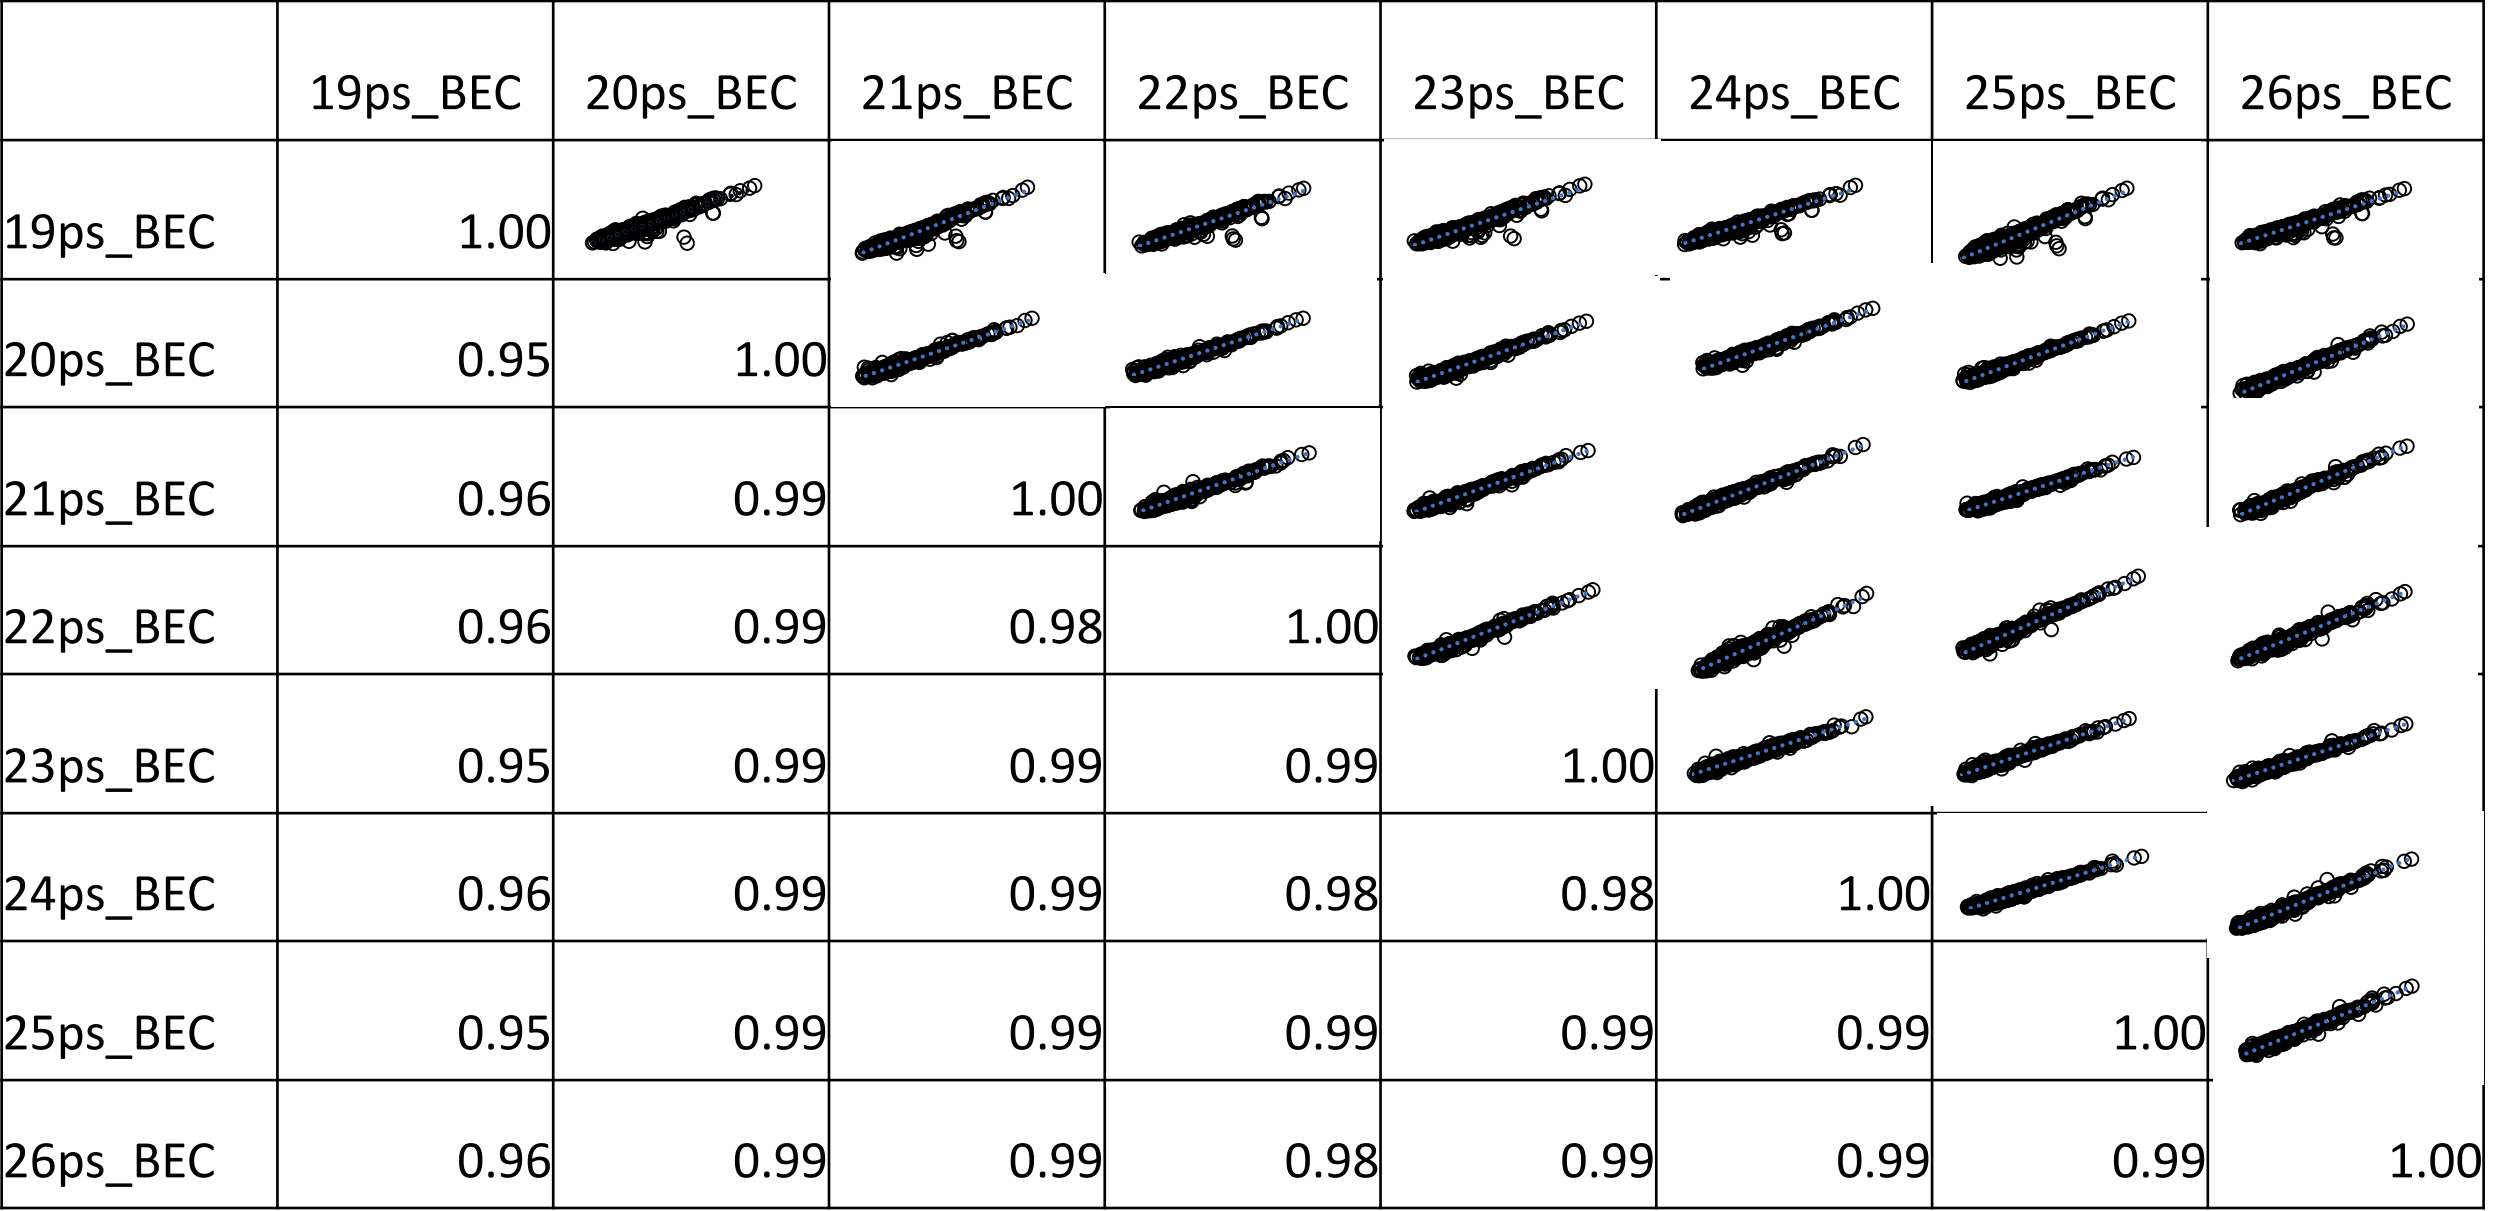 19ps_BEC 20ps_BEC 21ps_BEC 22ps_BEC 23ps_BEC 24ps_BEC 25ps_BEC 26ps_BEC
19ps_BEC 1.00
20ps_BEC 0.95 1.00
21ps_BEC 0.96 0.99 1.00
22ps_BEC 0.96 0.99 0.98 1.00
23ps_BEC 0.95 0.99 0.99 0.99 1.00
24ps_BEC 0.96 0.99 0.99 0.98 0.98 1.00
25ps_BEC 0.95 0.99 0.99 0.99 0.99 0.99 1.00
26ps_BEC 0.96 0.99 0.99 0.98 0.99 0.99 0.99 1.00